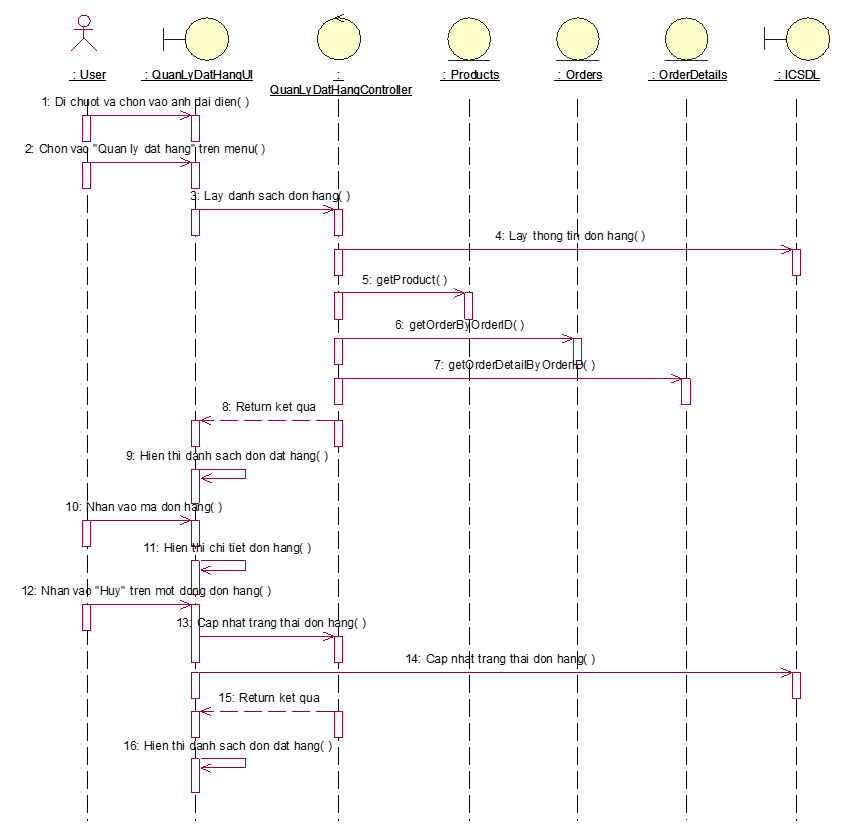 : User
: QuanLyDatHangUI
:
QuanLyDatHangController
: Products
: Orders
: OrderDetails
: ICSDL
1: Di chuot va chon vao anh dai dien( )
2: Chon vao "Quan ly dat hang" tren menu( )
3: Lay danh sach don hang( )
4: Lay thong tin don hang( )
5: getProduct( )
6: getOrderByOrderID( )
7: getOrderDetailByOrderID( )
8: Return ket qua
9: Hien thi danh sach don dat hang( )
10: Nhan vao ma don hang( )
11: Hien thi chi tiet don hang( )
12: Nhan vao "Huy" tren mot dong don hang( )
13: Cap nhat trang thai don hang( )
14: Cap nhat trang thai don hang( )
15: Return ket qua
16: Hien thi danh sach don dat hang( )